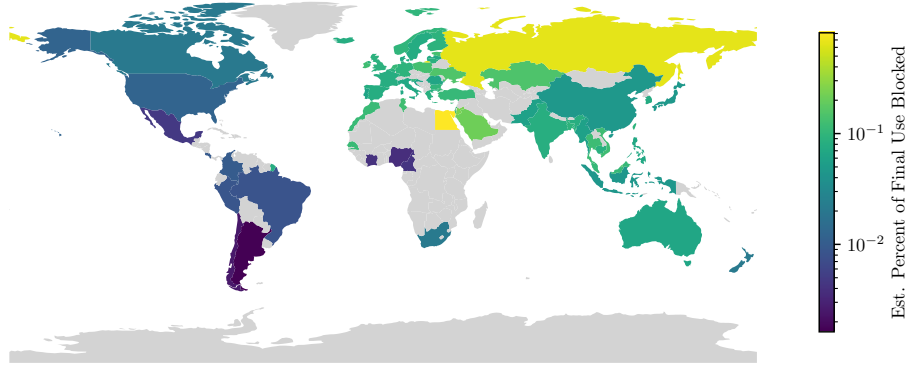 10⁻¹
10⁻²
Est. Percent of Final Use Blocked